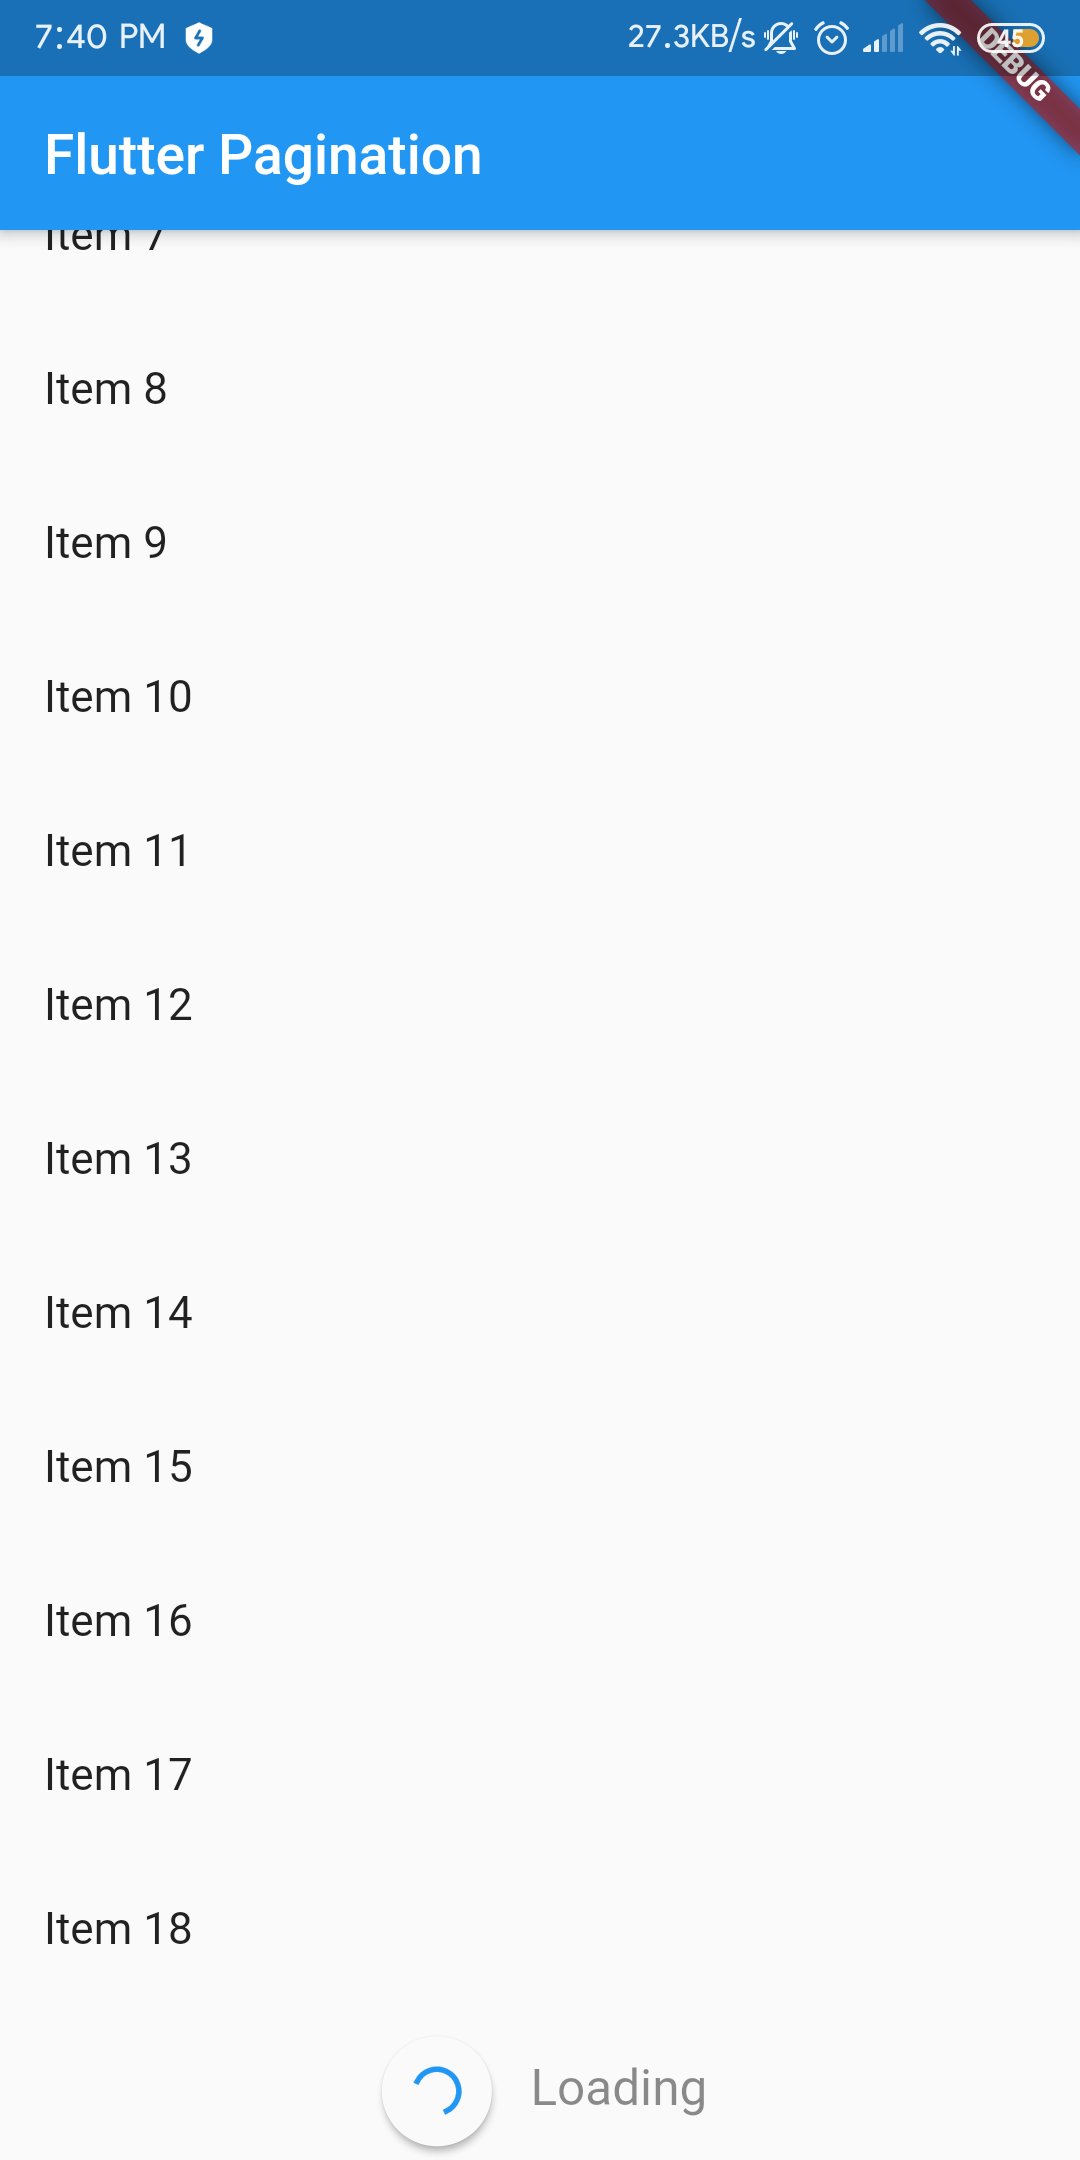 7:40 PM 27.3KB/s 45
DEBUG
Flutter Pagination
Item 7
Item 8
Item 9
Item 10
Item 11
Item 12
Item 13
Item 14
Item 15
Item 16
Item 17
Item 18
Loading